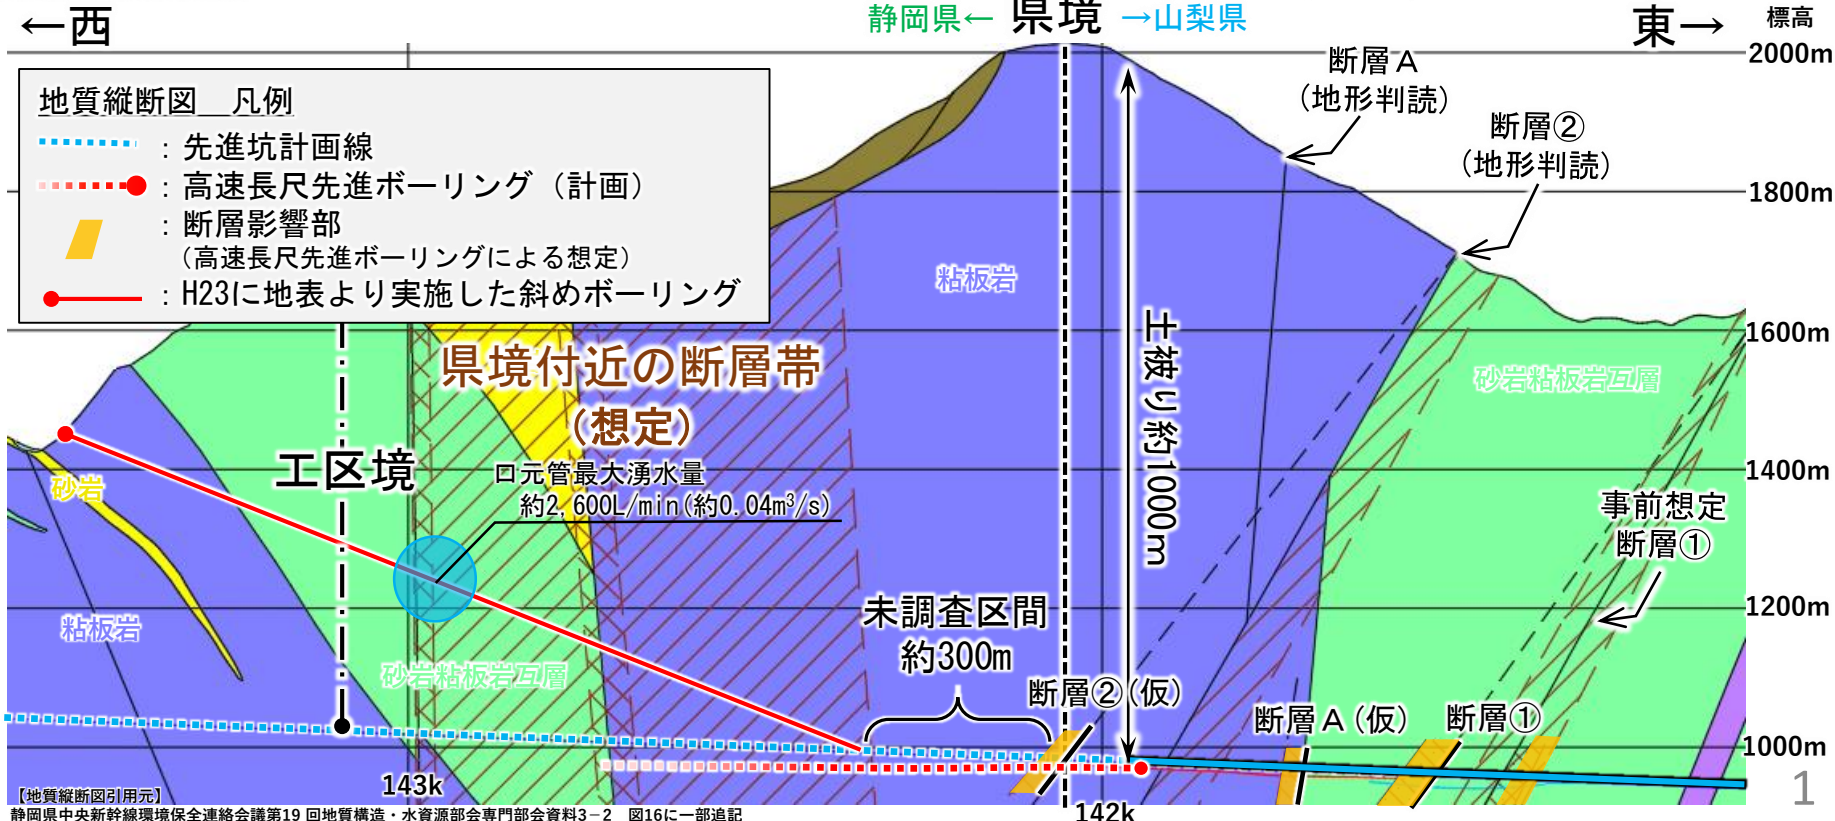 ←西
静岡県←
県境
→山梨県
東→
標高
2000m
1800m
1600m
1400m
1200m
1000m
地質縦断図　凡例
：先進坑計画線
：高速長尺先進ボーリング（計画）
：断層影響部
（高速長尺先進ボーリングによる想定）
：H23に地表より実施した斜めボーリング
断層Ａ
（地形判読）
断層②
（地形判読）
粘板岩
土被り約1000m
砂岩粘板岩互層
県境付近の断層帯
（想定）
工区境
口元管最大湧水量
約2,600L/min(約0.04m³/s)
砂岩
粘板岩
砂岩粘板岩互層
事前想定
断層①
未調査区間
約300m
断層②(仮)
断層Ａ(仮)
断層①
143k
142k
【地質縦断図引用元】
静岡県中央新幹線環境保全連絡会議第19 回地質構造・水資源部会専門部会資料3－2　図16に一部追記
1